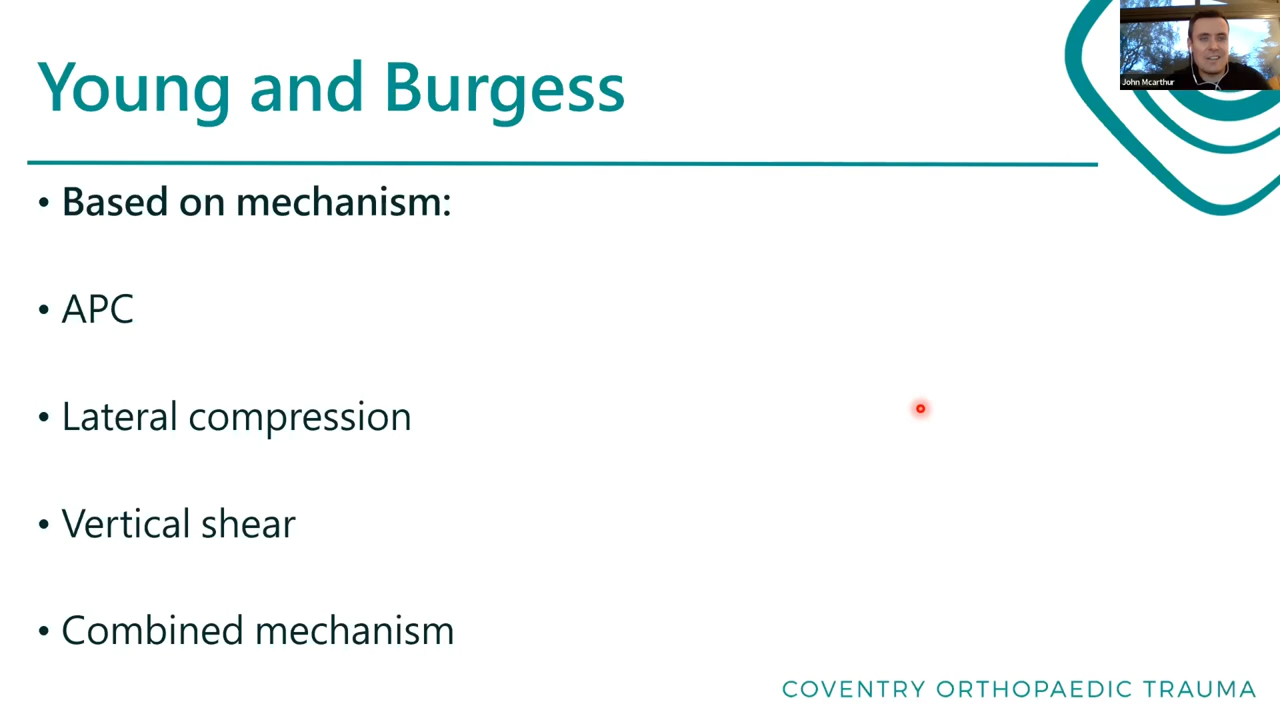 Young and Burgess
John Mcarthur
• Based on mechanism:
• APC
• Lateral compression
• Vertical shear
• Combined mechanism
COVENTRY ORTHOPAEDIC TRAUMA